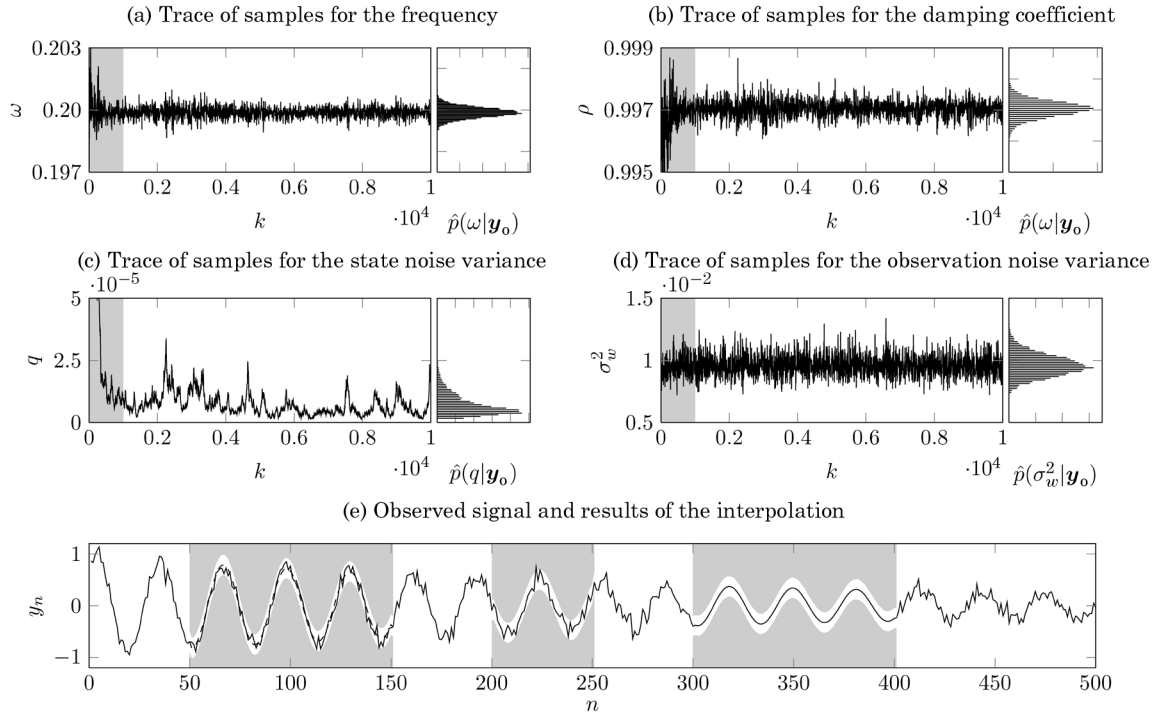 (a) Trace of samples for the frequency
0.203
0.20
0.197
ω
0 0.2 0.4 0.6 0.8 1
·10⁴
k
p̂(ω|yₒ)
(b) Trace of samples for the damping coefficient
0.999
0.997
0.995
ρ
0 0.2 0.4 0.6 0.8 1
·10⁴
k
p̂(ω|yₒ)
(c) Trace of samples for the state noise variance
·10⁻⁵
5
2.5
0
q
0 0.2 0.4 0.6 0.8 1
·10⁴
k
p̂(q|yₒ)
(d) Trace of samples for the observation noise variance
·10⁻²
1.5
1
0.5
σ²_w
0 0.2 0.4 0.6 0.8 1
·10⁴
k
p̂(σ²_w|yₒ)
(e) Observed signal and results of the interpolation
1
0
−1
yₙ
0 50 100 150 200 250 300 350 400 450 500
n